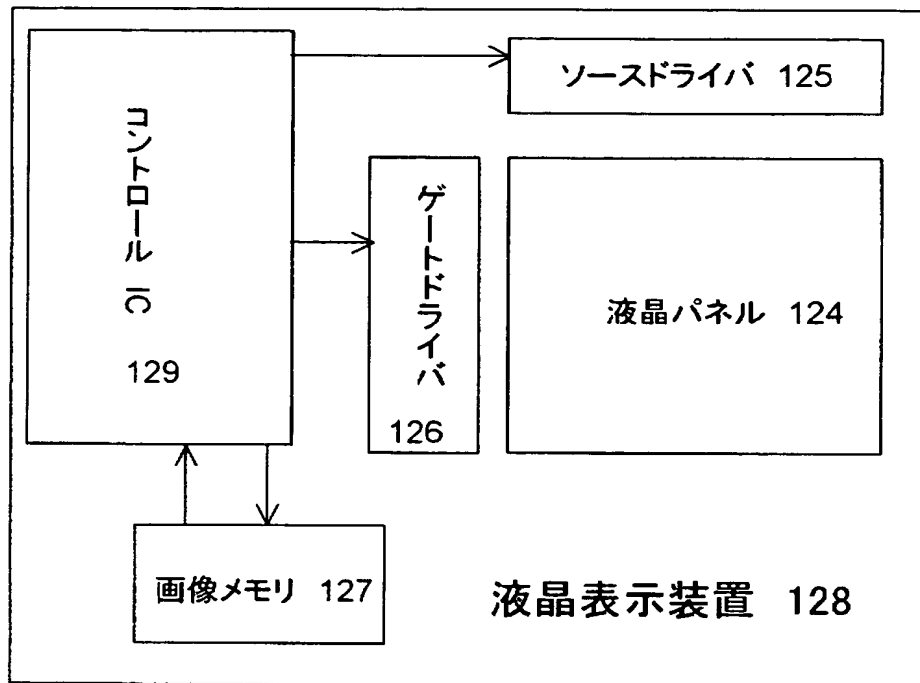 コントロール IC
129
ソースドライバ 125
ゲートドライバ
126
液晶パネル 124
画像メモリ 127
液晶表示装置 128